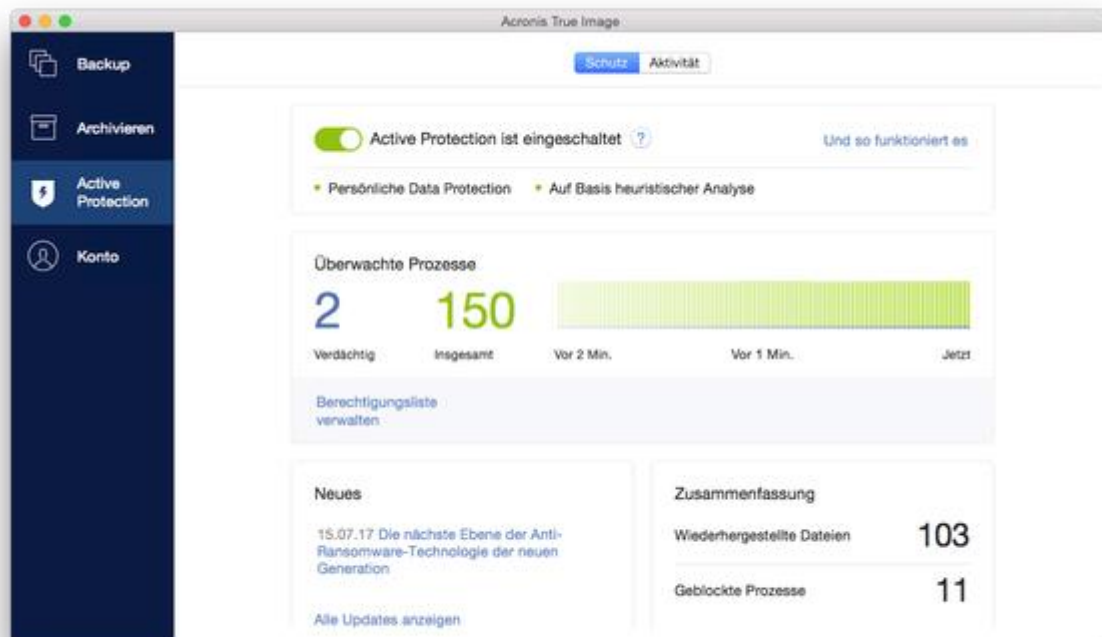 Acronis True Image
Backup
Archivieren
Active
Protection
Konto
Schutz Aktivität
Active Protection ist eingeschaltet ? Und so funktioniert es
• Persönliche Data Protection • Auf Basis heuristischer Analyse
Überwachte Prozesse
2 150
Verdächtig Insgesamt Vor 2 Min. Vor 1 Min. Jetzt
Berechtigungsliste
verwalten
Neues
15.07.17 Die nächste Ebene der Anti-
Ransomware-Technologie der neuen
Generation
Alle Updates anzeigen
Zusammenfassung
Wiederhergestellte Dateien 103
Geblockte Prozesse 11